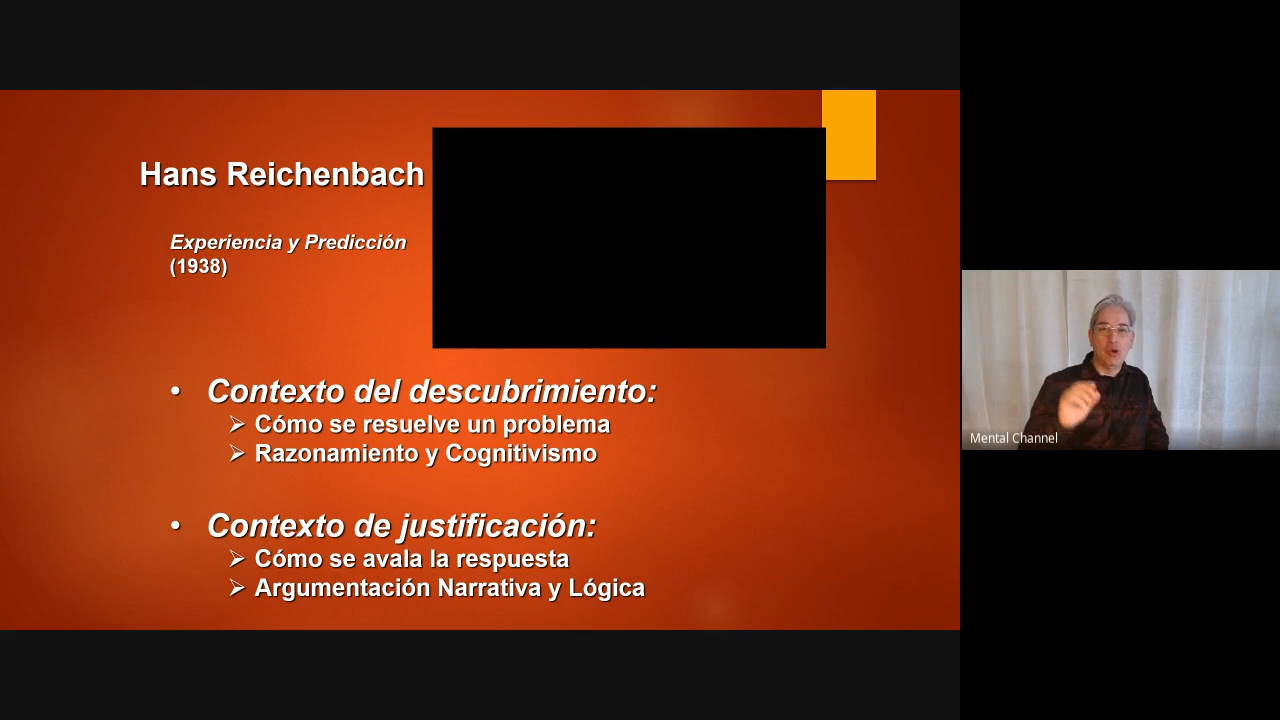 Hans Reichenbach
Experiencia y Predicción
(1938)
• Contexto del descubrimiento:
➢ Cómo se resuelve un problema
➢ Razonamiento y Cognitivismo
• Contexto de justificación:
➢ Cómo se avala la respuesta
➢ Argumentación Narrativa y Lógica
Mental Channel